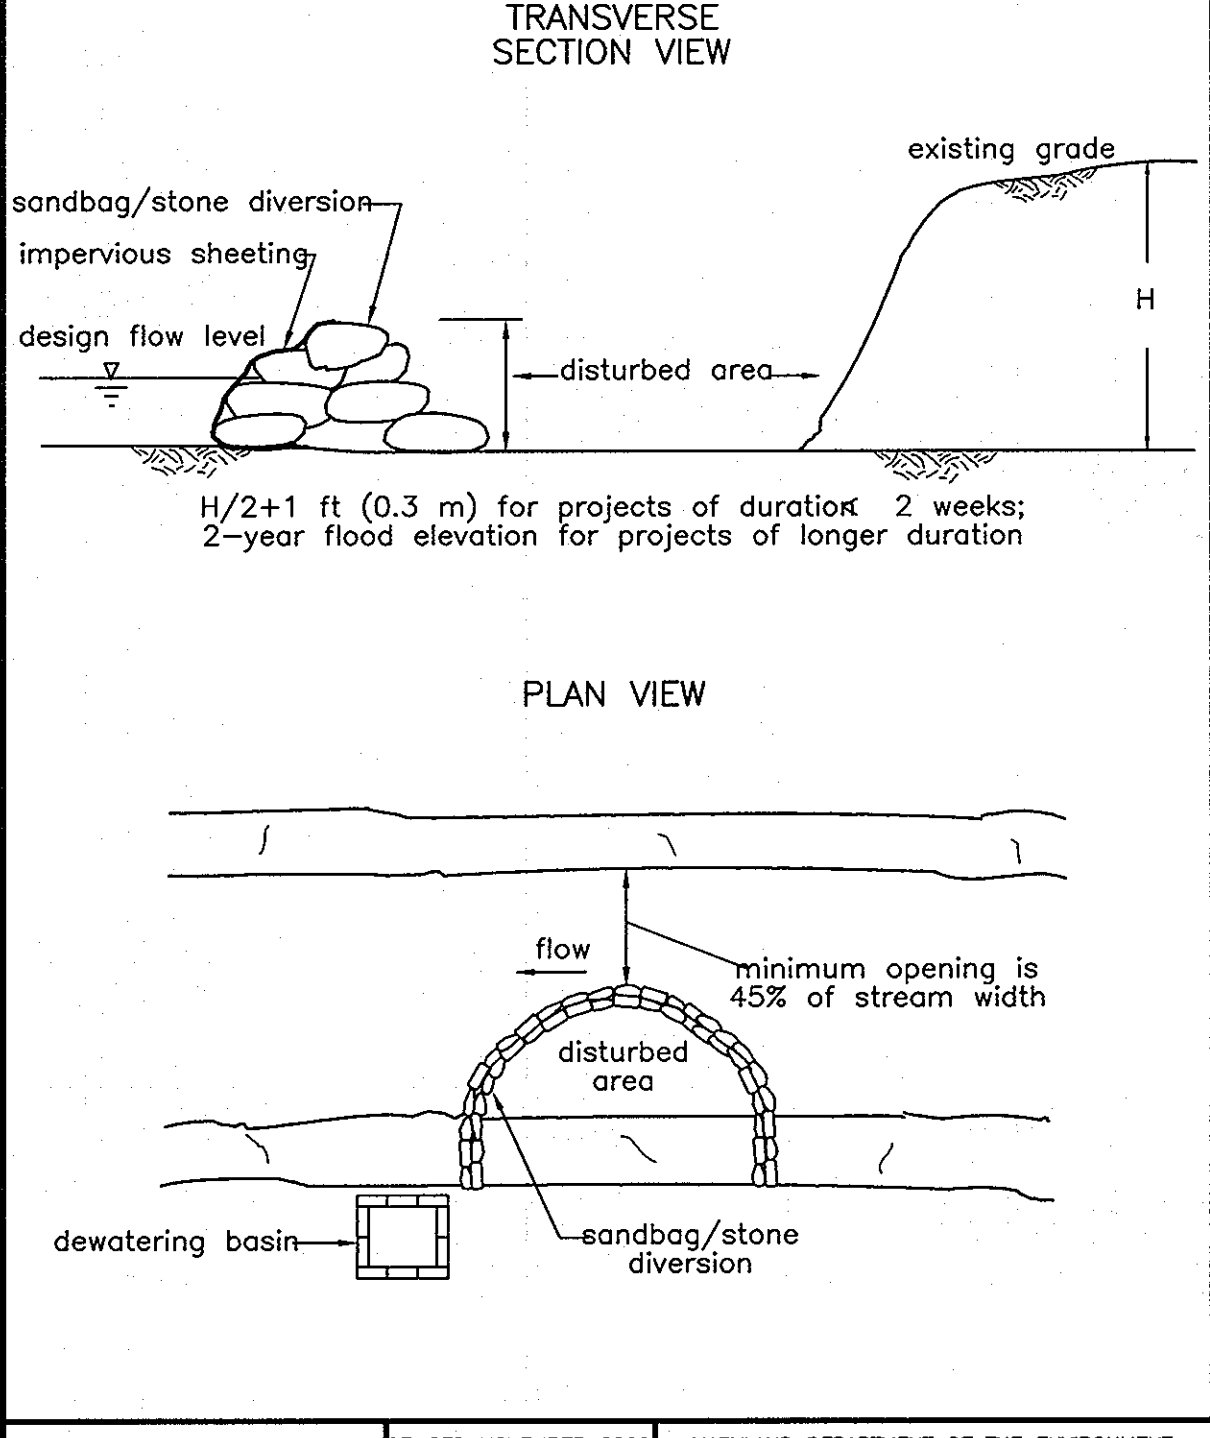 TRANSVERSE
SECTION VIEW
existing grade
sandbag/stone diversion
impervious sheeting
design flow level
H
disturbed area
H/2+1 ft (0.3 m) for projects of duration < 2 weeks;
2-year flood elevation for projects of longer duration
PLAN VIEW
flow
minimum opening is
45% of stream width
disturbed
area
dewatering basin
sandbag/stone
diversion